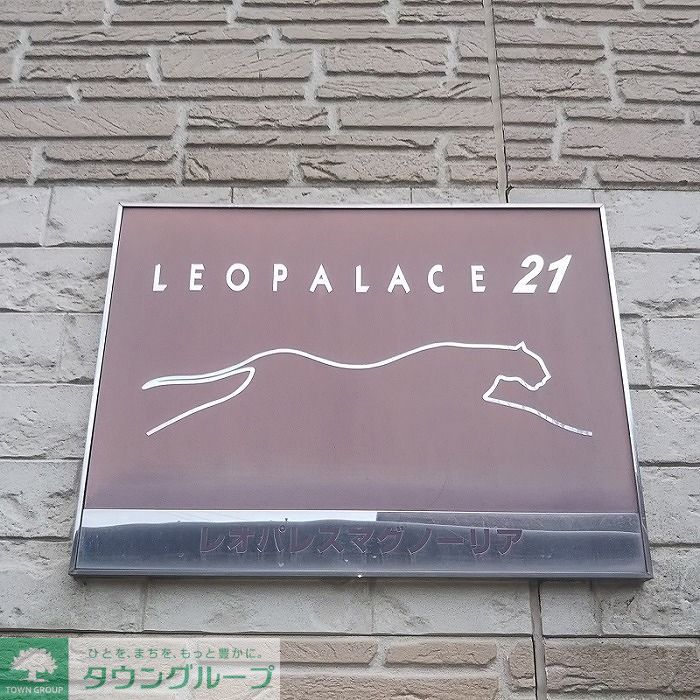 LEOPALACE 21
レオパレスマグノーリア
ひとを、まちを、もっと豊かに。
タウングループ
TOWN GROUP